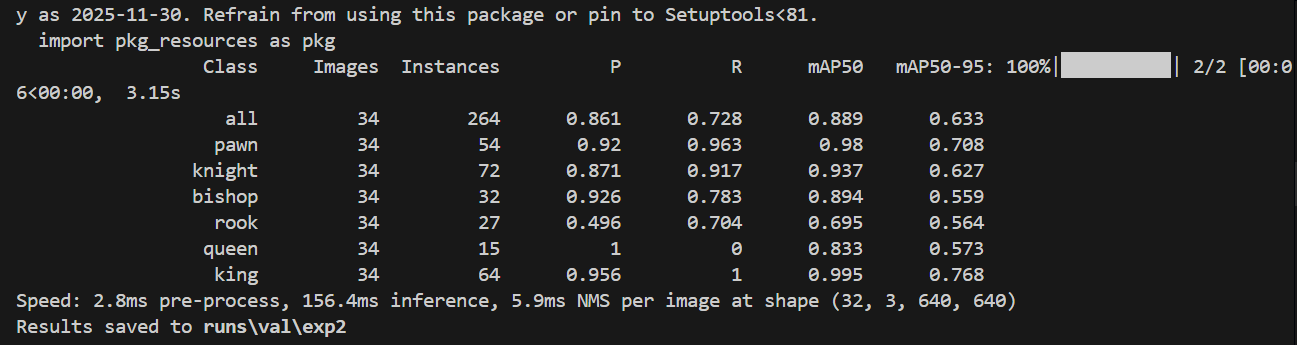 y as 2025-11-30. Refrain from using this package or pin to Setuptools<81.
  import pkg_resources as pkg
                 Class     Images  Instances          P          R      mAP50   mAP50-95: 100%|██████████| 2/2 [00:0
6<00:00,  3.15s
                   all         34        264      0.861      0.728      0.889      0.633
                  pawn         34         54       0.92      0.963       0.98      0.708
                knight         34         72      0.871      0.917      0.937      0.627
                bishop         34         32      0.926      0.783      0.894      0.559
                  rook         34         27      0.496      0.704      0.695      0.564
                 queen         34         15          1          0      0.833      0.573
                  king         34         64      0.956          1      0.995      0.768
Speed: 2.8ms pre-process, 156.4ms inference, 5.9ms NMS per image at shape (32, 3, 640, 640)
Results saved to runs\val\exp2